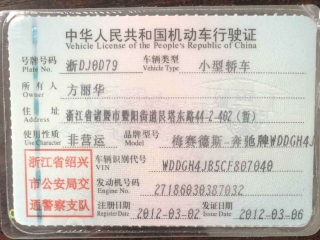 中华人民共和国机动车行驶证
Vehicle License of the People's Republic of China
号牌号码 浙DJ0D79 车辆类型 小型轿车
Plate No. Vehicle Type
所有人 方丽华
Owner
住址 浙江省诸暨市暨阳街道艮塔东路44-2-402（暂）
Address
使用性质 非营运 品牌型号 梅赛德斯-奔驰牌WDDGH4J
Use Character Model
浙江省绍兴
市公安局交
通警察支队
车辆识别代号 WDDGH4JB5CF807040
VIN
发动机号码 27186030387032
Engine No.
注册日期 2012-03-02 发证日期 2012-03-06
Register Date Issue Date